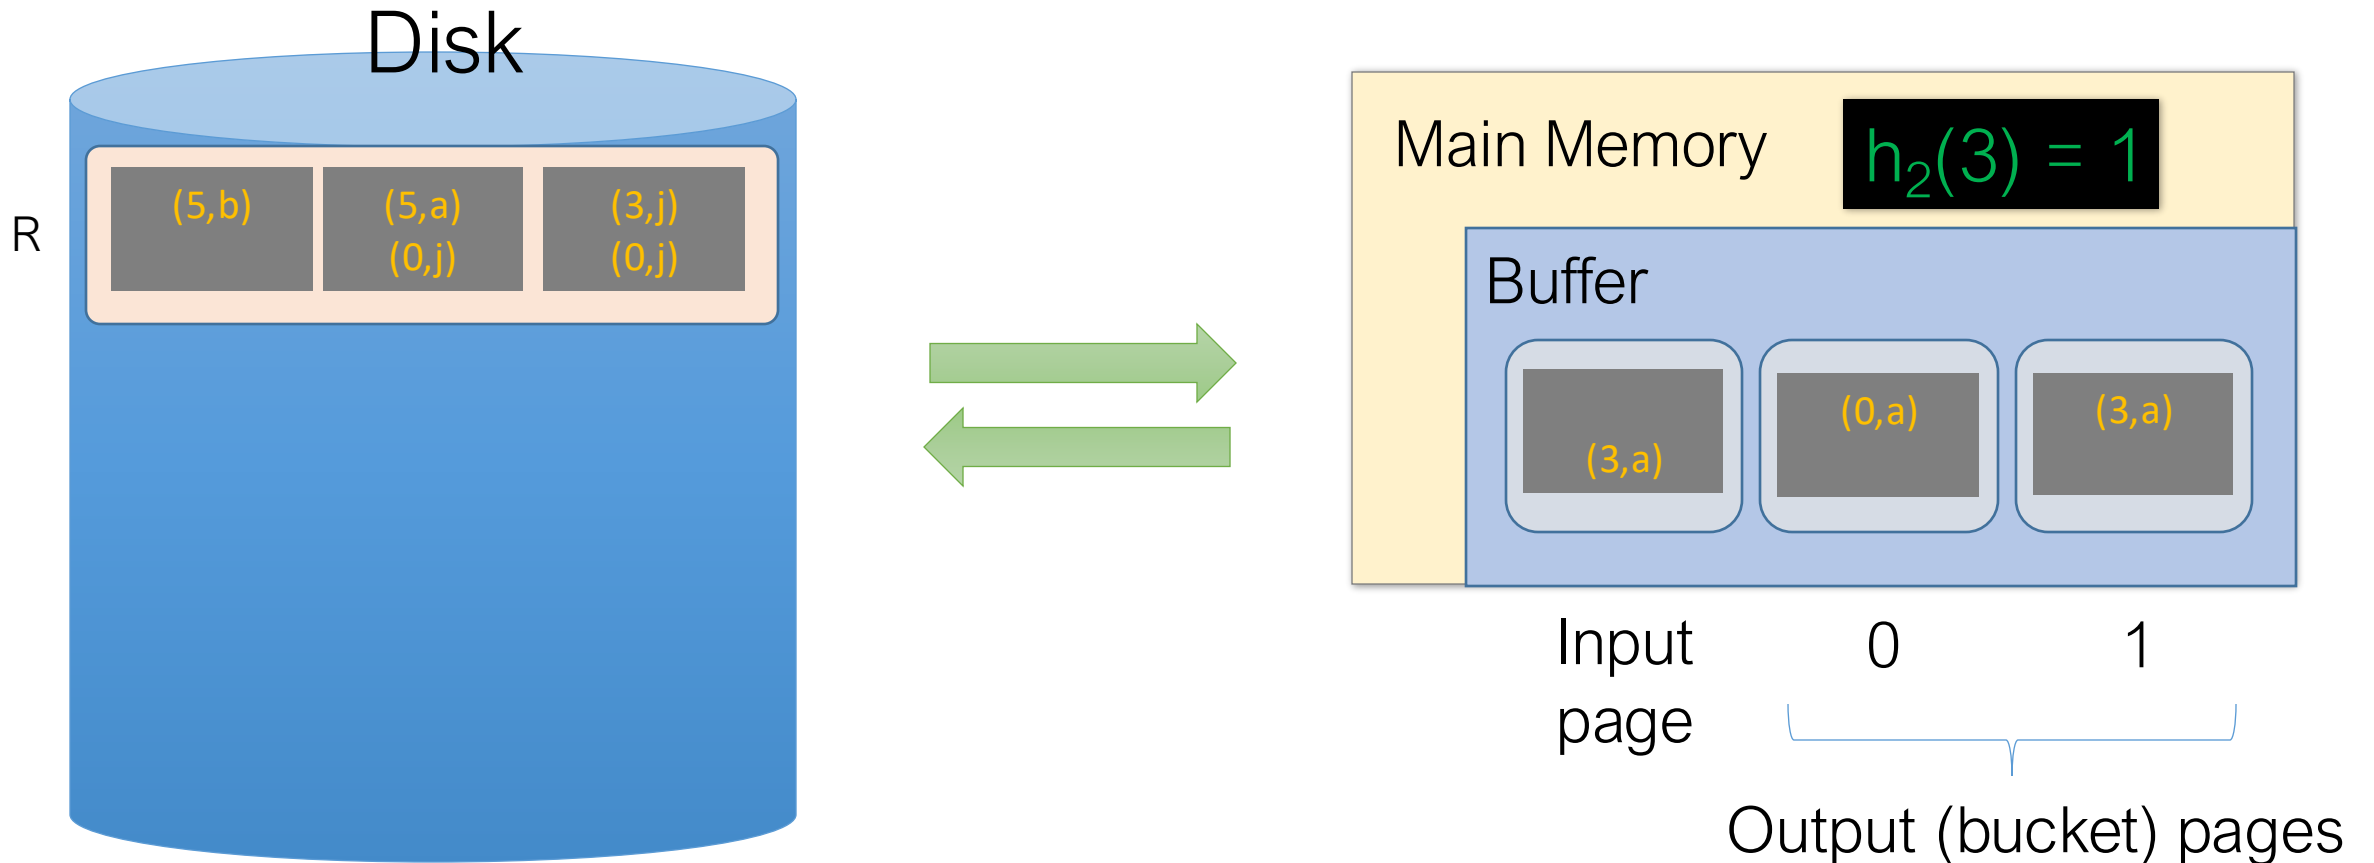 Disk
R
(5,b)
(5,a)
(0,j)
(3,j)
(0,j)
Main Memory
h₂(3) = 1
Buffer
(3,a)
(0,a)
(3,a)
Input
page
0
1
Output (bucket) pages